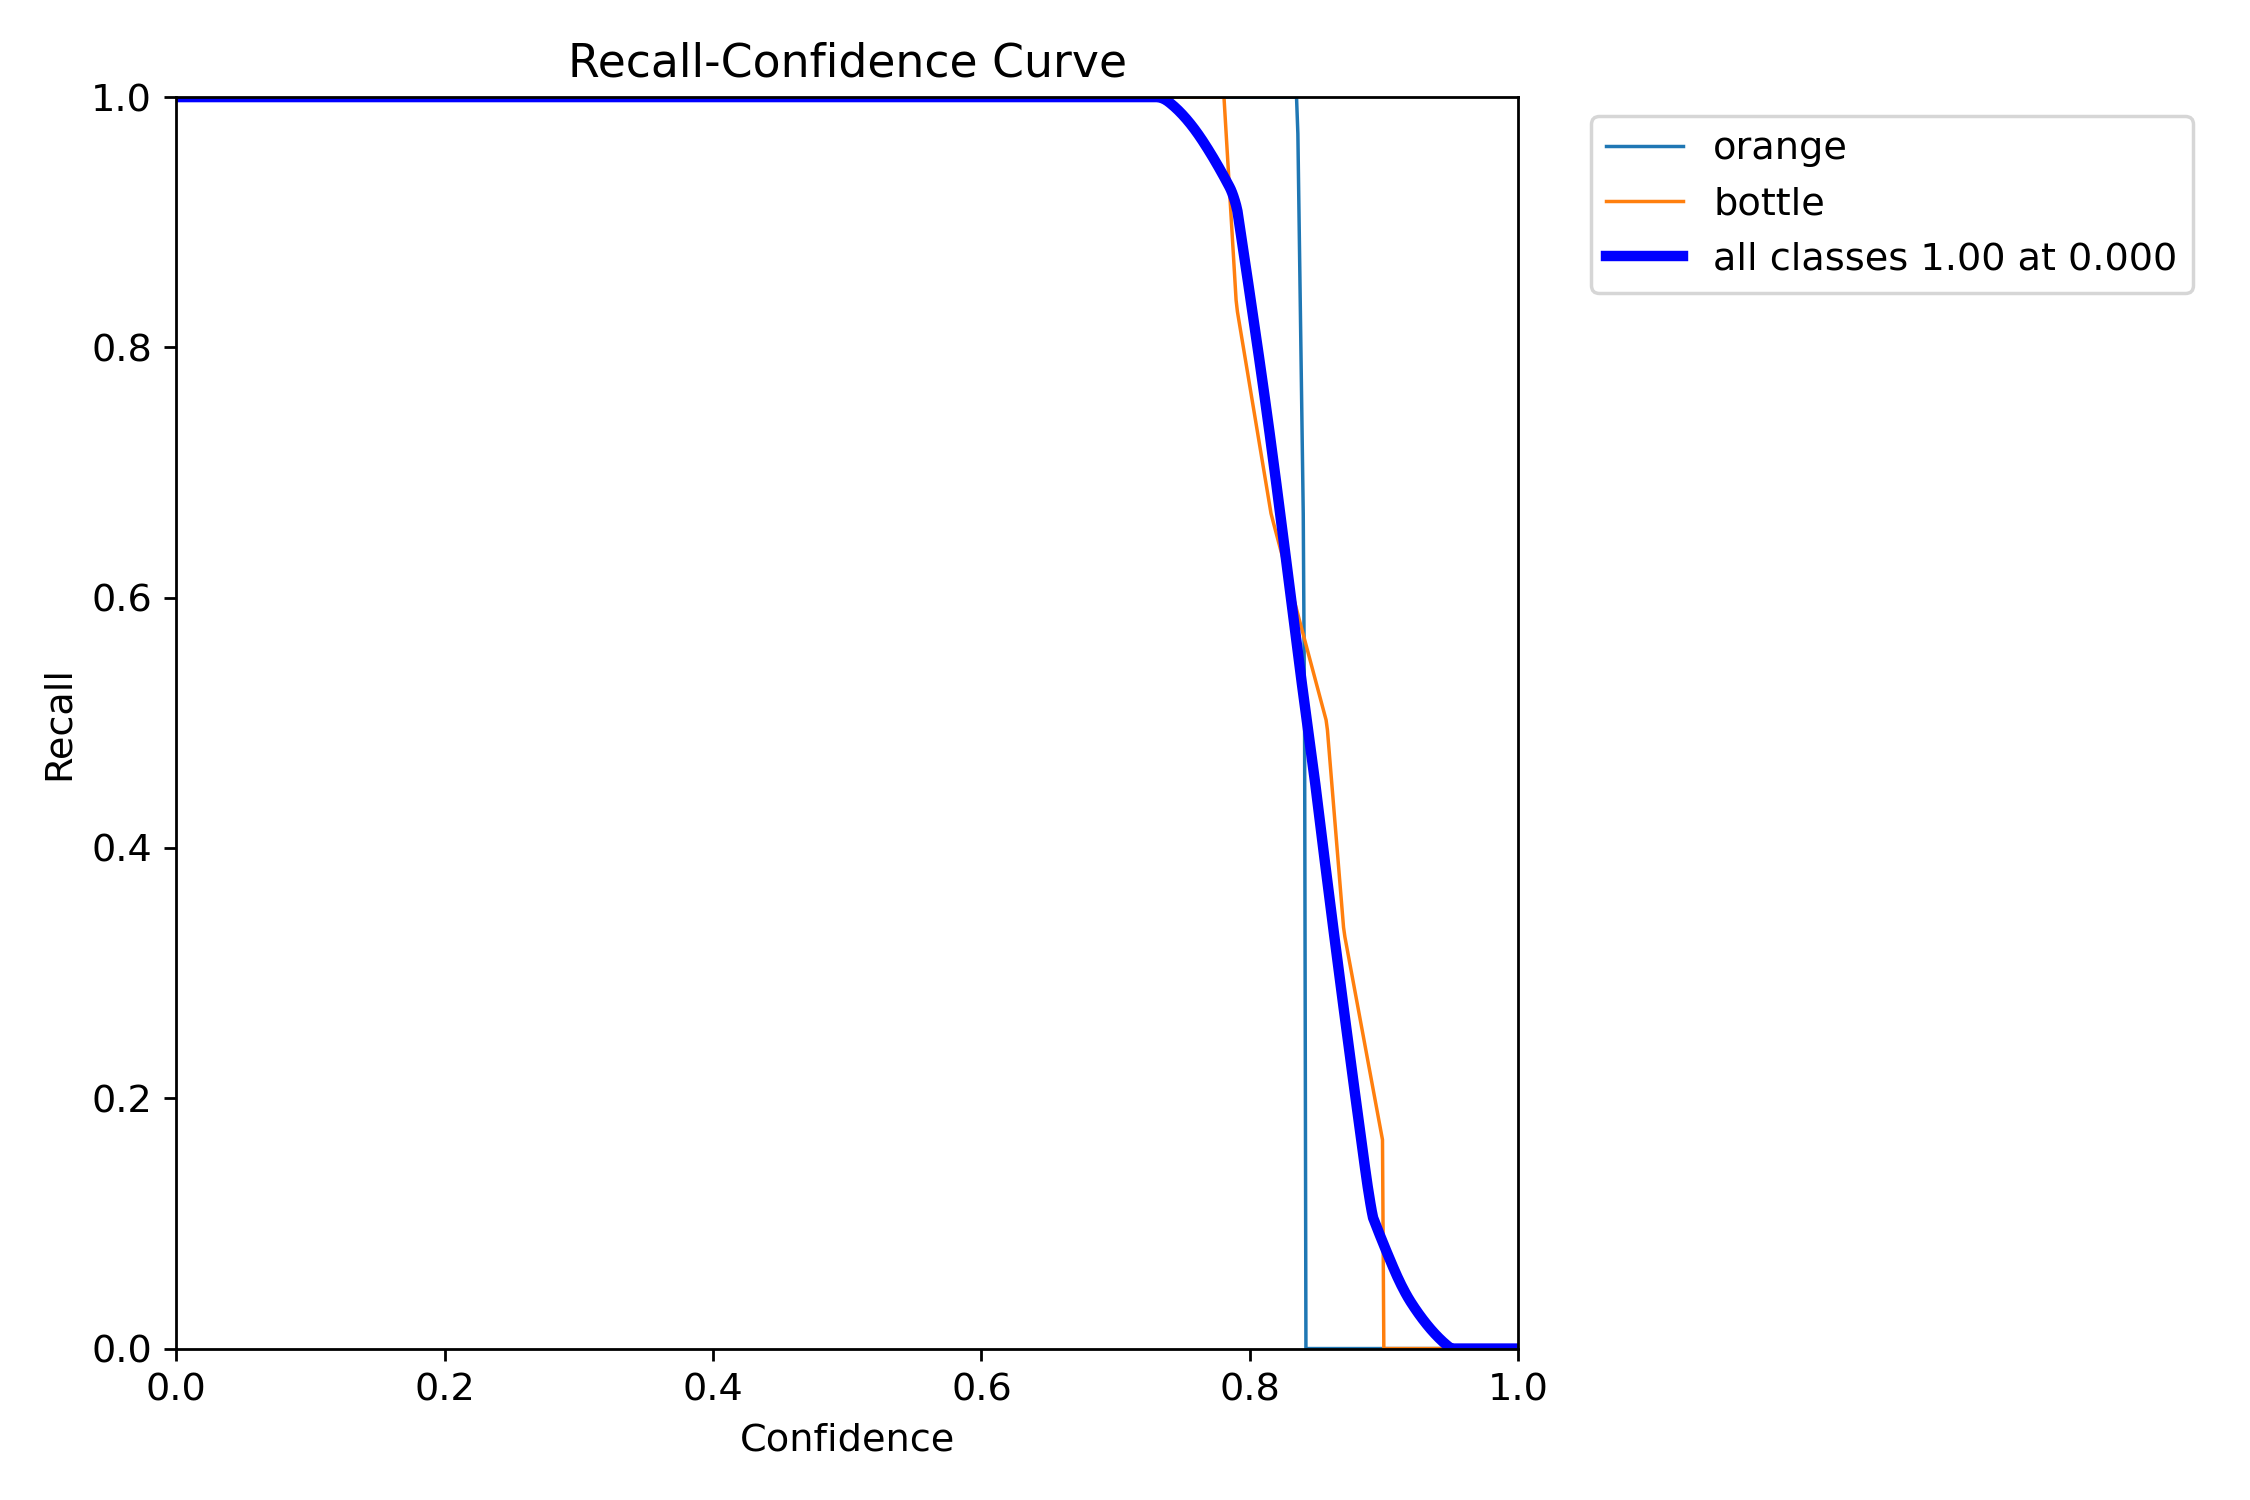 Recall-Confidence Curve
1.0
0.8
0.6
0.4
0.2
0.0
Recall
0.0 0.2 0.4 0.6 0.8 1.0
Confidence
orange
bottle
all classes 1.00 at 0.000